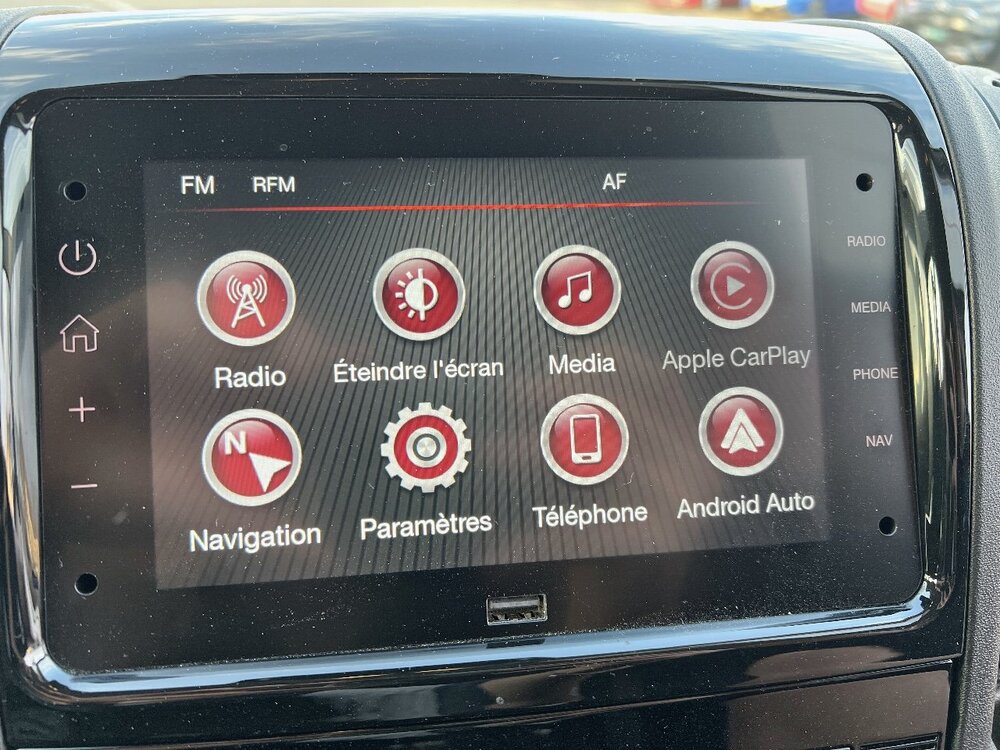 FM RFM AF
RADIO
MEDIA
PHONE
NAV
Radio
Éteindre l'écran
Media
Apple CarPlay
N
Navigation
Paramètres
Téléphone
Android Auto